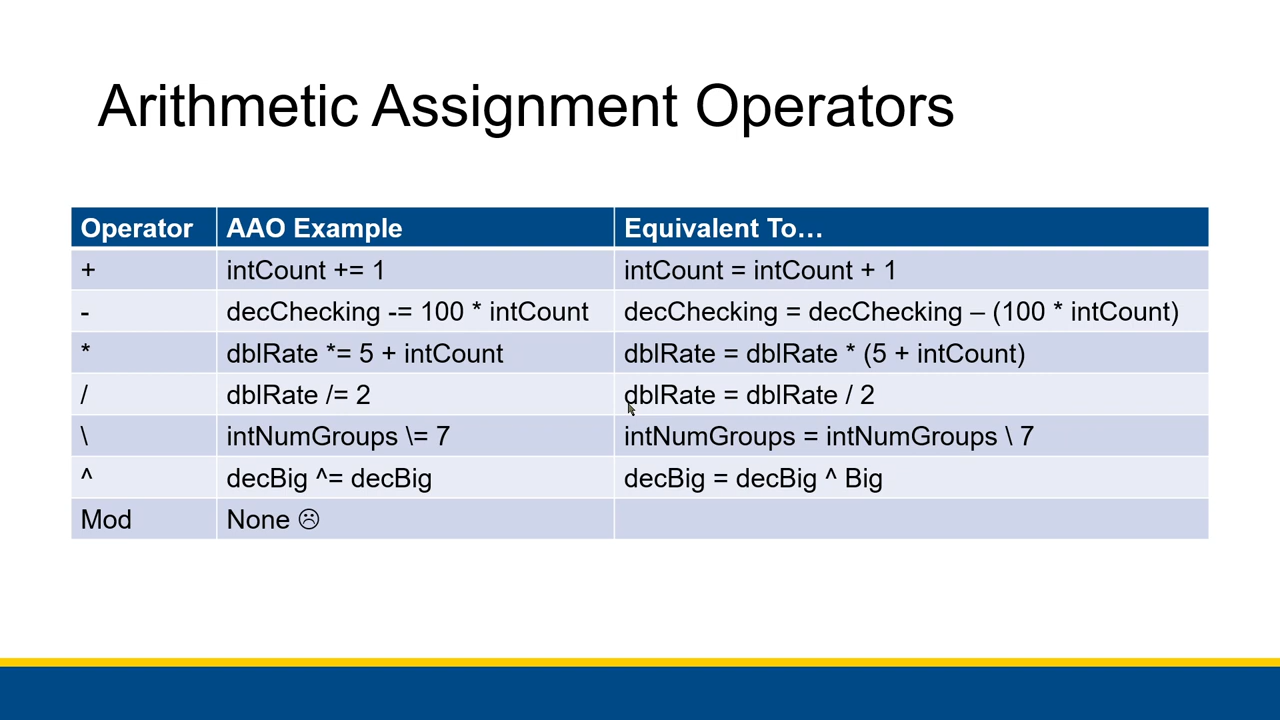 Arithmetic Assignment Operators
Operator AAO Example Equivalent To…
+ intCount += 1 intCount = intCount + 1
- decChecking -= 100 * intCount decChecking = decChecking – (100 * intCount)
* dblRate *= 5 + intCount dblRate = dblRate * (5 + intCount)
/ dblRate /= 2 dblRate = dblRate / 2
\ intNumGroups \= 7 intNumGroups = intNumGroups \ 7
^ decBig ^= decBig decBig = decBig ^ Big
Mod None ☹